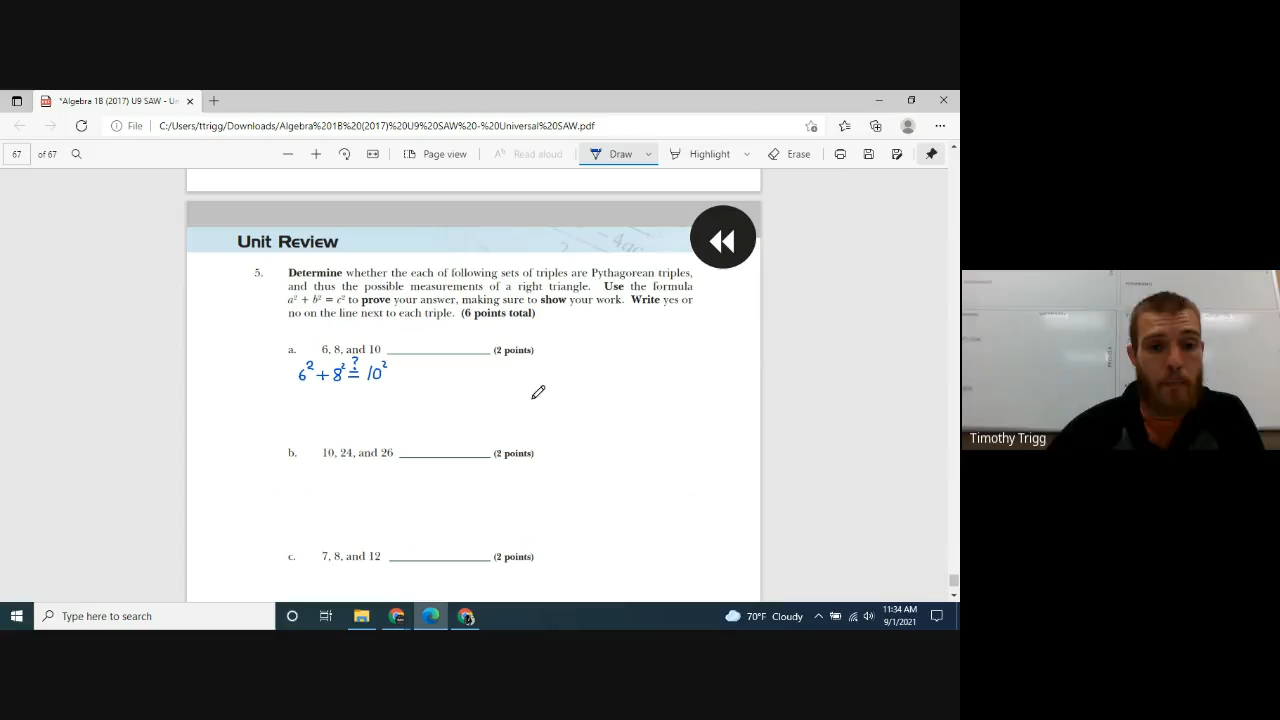 *Algebra 1B (2017) U9 SAW - Un
File C:/Users/ttrigg/Downloads/Algebra%201B%20(2017)%20U9%20SAW%20-%20Universal%20SAW.pdf
67 of 67 Page view Read aloud Draw Highlight Erase
Unit Review
5. Determine whether the each of following sets of triples are Pythagorean triples,
and thus the possible measurements of a right triangle. Use the formula
a² + b² = c² to prove your answer, making sure to show your work. Write yes or
no on the line next to each triple. (6 points total)
a. 6, 8, and 10 (2 points)
6² + 8² ≟ 10²
b. 10, 24, and 26 (2 points)
c. 7, 8, and 12 (2 points)
Timothy Trigg
Type here to search
70°F Cloudy
11:34 AM
9/1/2021